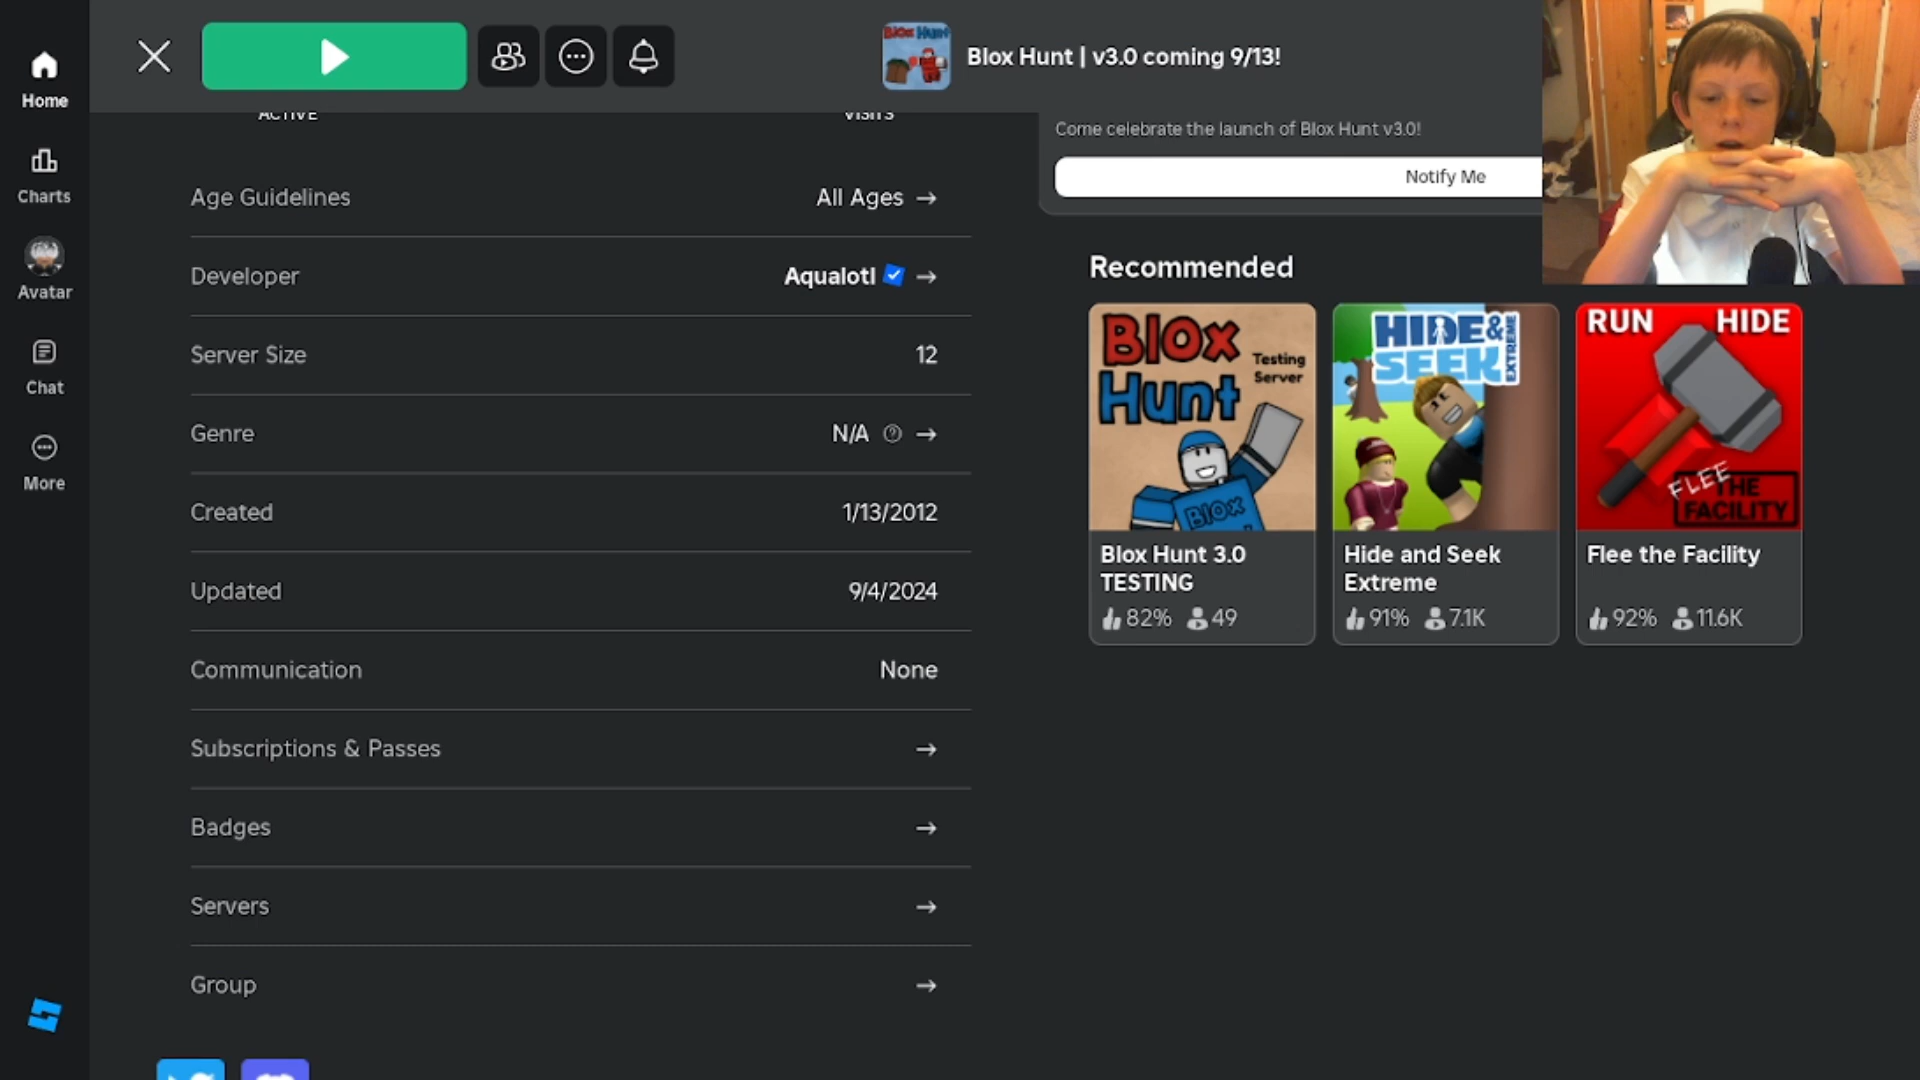 Blox Hunt | v3.0 coming 9/13!
Home
Charts
Avatar
Chat
More
ACTIVE
VISITS
Age Guidelines
All Ages
Developer
Aqualotl
Server Size
12
Genre
N/A
Created
1/13/2012
Updated
9/4/2024
Communication
None
Subscriptions & Passes
Badges
Servers
Group
Come celebrate the launch of Blox Hunt v3.0!
Notify Me
Recommended
Blox
Hunt
Testing
Server
BLOX
Blox Hunt 3.0
TESTING
82% 49
HIDE&
SEEK
EXTREME
Hide and Seek
Extreme
91% 7.1K
RUN HIDE
FLEE THE
FACILITY
Flee the Facility
92% 11.6K